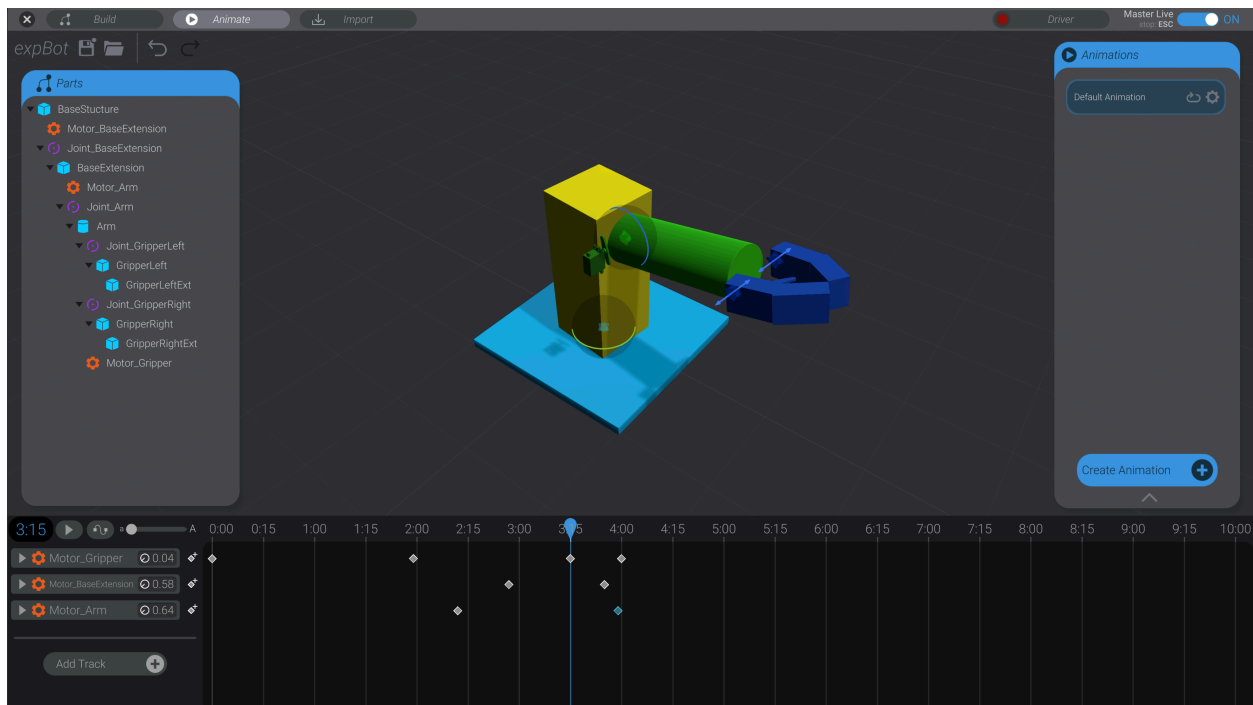 Build
Animate
Import
Driver
Master Live
stop: ESC
ON
expBot
Parts
BaseStucture
Motor_BaseExtension
Joint_BaseExtension
BaseExtension
Motor_Arm
Joint_Arm
Arm
Joint_GripperLeft
GripperLeft
GripperLeftExt
Joint_GripperRight
GripperRight
GripperRightExt
Motor_Gripper
Animations
Default Animation
Create Animation
3:15 a A 0:00 0:15 1:00 1:15 2:00 2:15 3:00 3:15 4:00 4:15 5:00 5:15 6:00 6:15 7:00 7:15 8:00 8:15 9:00 9:15 10:00
Motor_Gripper 0.04
Motor_BaseExtension 0.58
Motor_Arm 0.64
Add Track